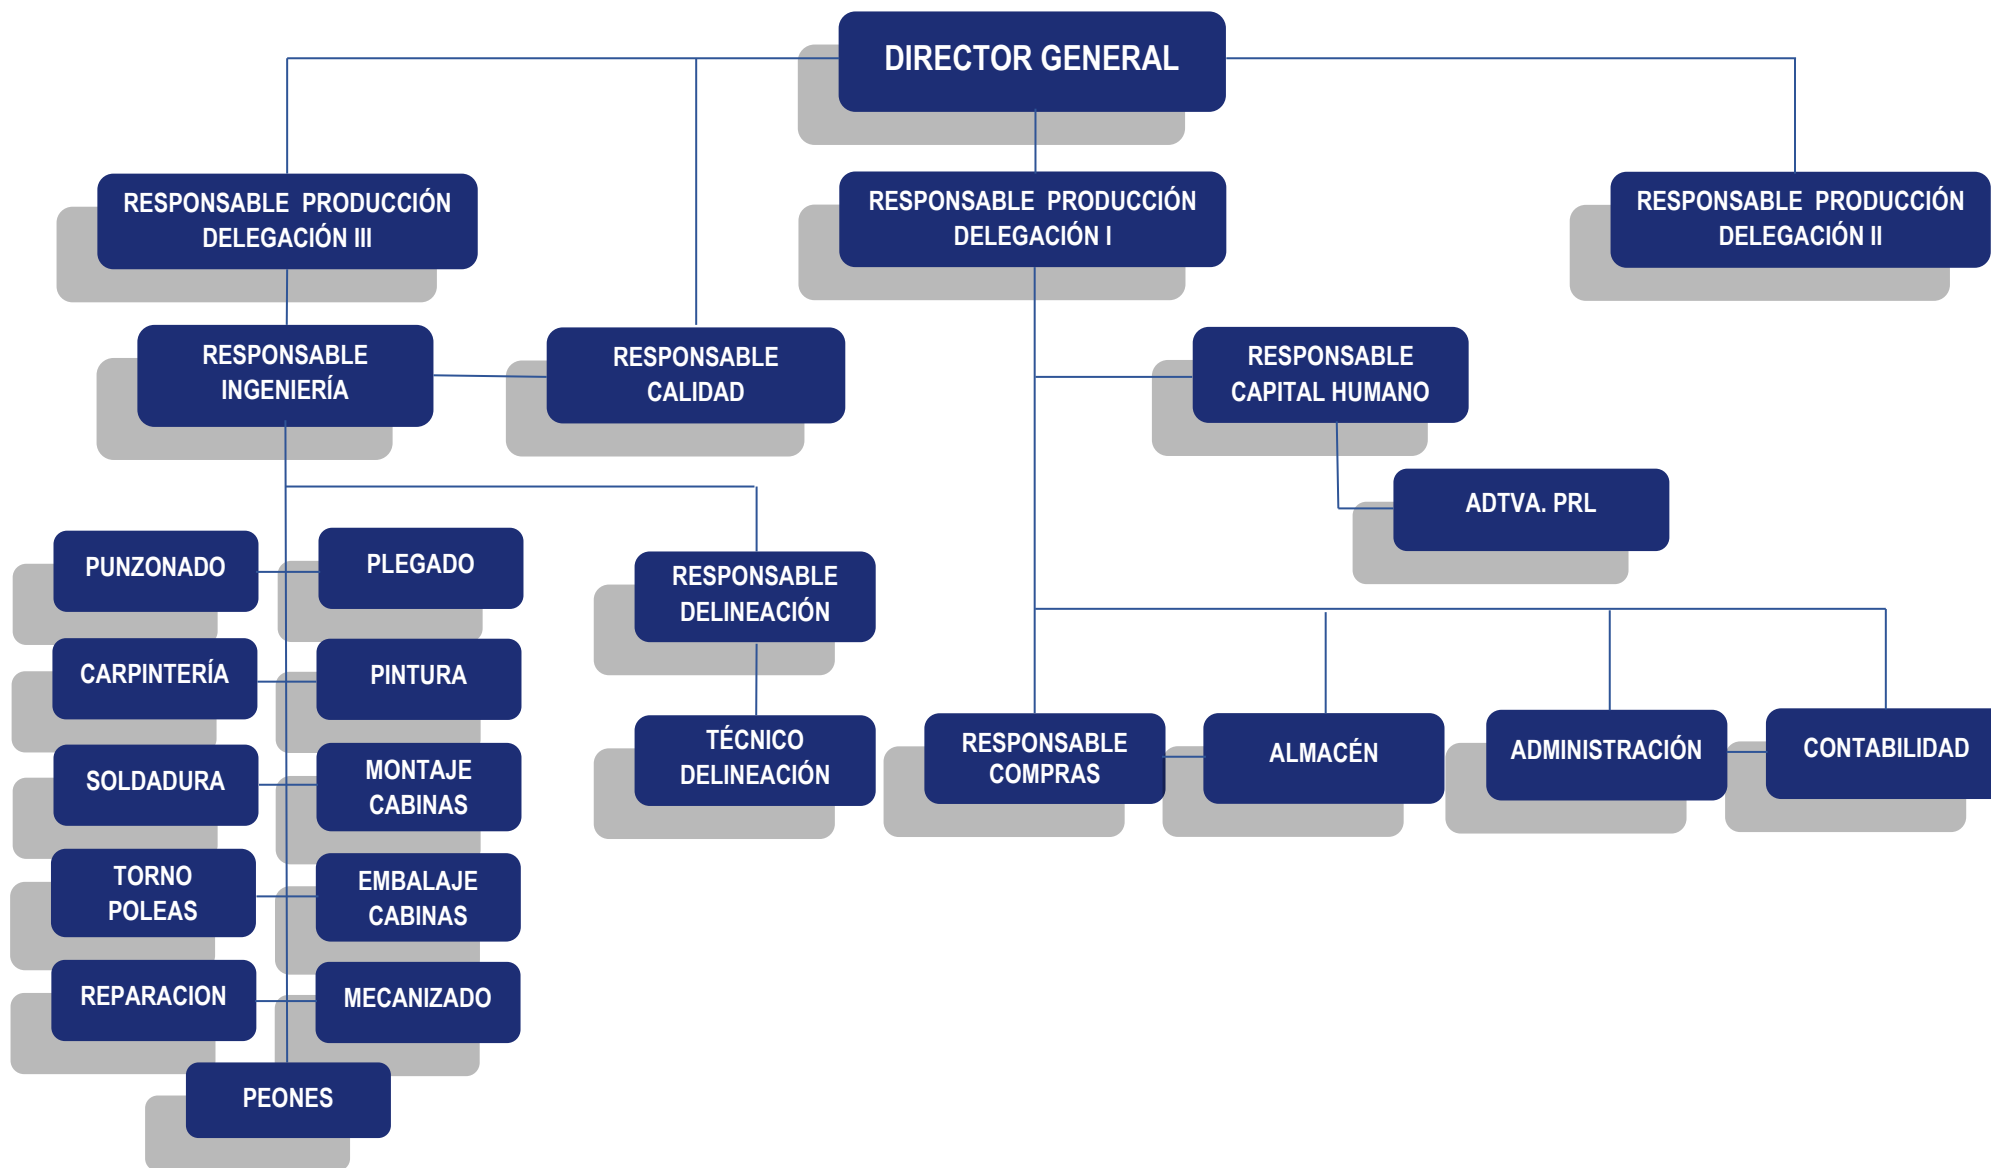 DIRECTOR GENERAL
RESPONSABLE PRODUCCIÓN
DELEGACIÓN III
RESPONSABLE PRODUCCIÓN
DELEGACIÓN I
RESPONSABLE PRODUCCIÓN
DELEGACIÓN II
RESPONSABLE
INGENIERÍA
RESPONSABLE
CALIDAD
RESPONSABLE
CAPITAL HUMANO
ADTVA. PRL
PUNZONADO
PLEGADO
RESPONSABLE
DELINEACIÓN
CARPINTERÍA
PINTURA
TÉCNICO
DELINEACIÓN
RESPONSABLE
COMPRAS
ALMACÉN
ADMINISTRACIÓN
CONTABILIDAD
SOLDADURA
MONTAJE
CABINAS
TORNO
POLEAS
EMBALAJE
CABINAS
REPARACION
MECANIZADO
PEONES